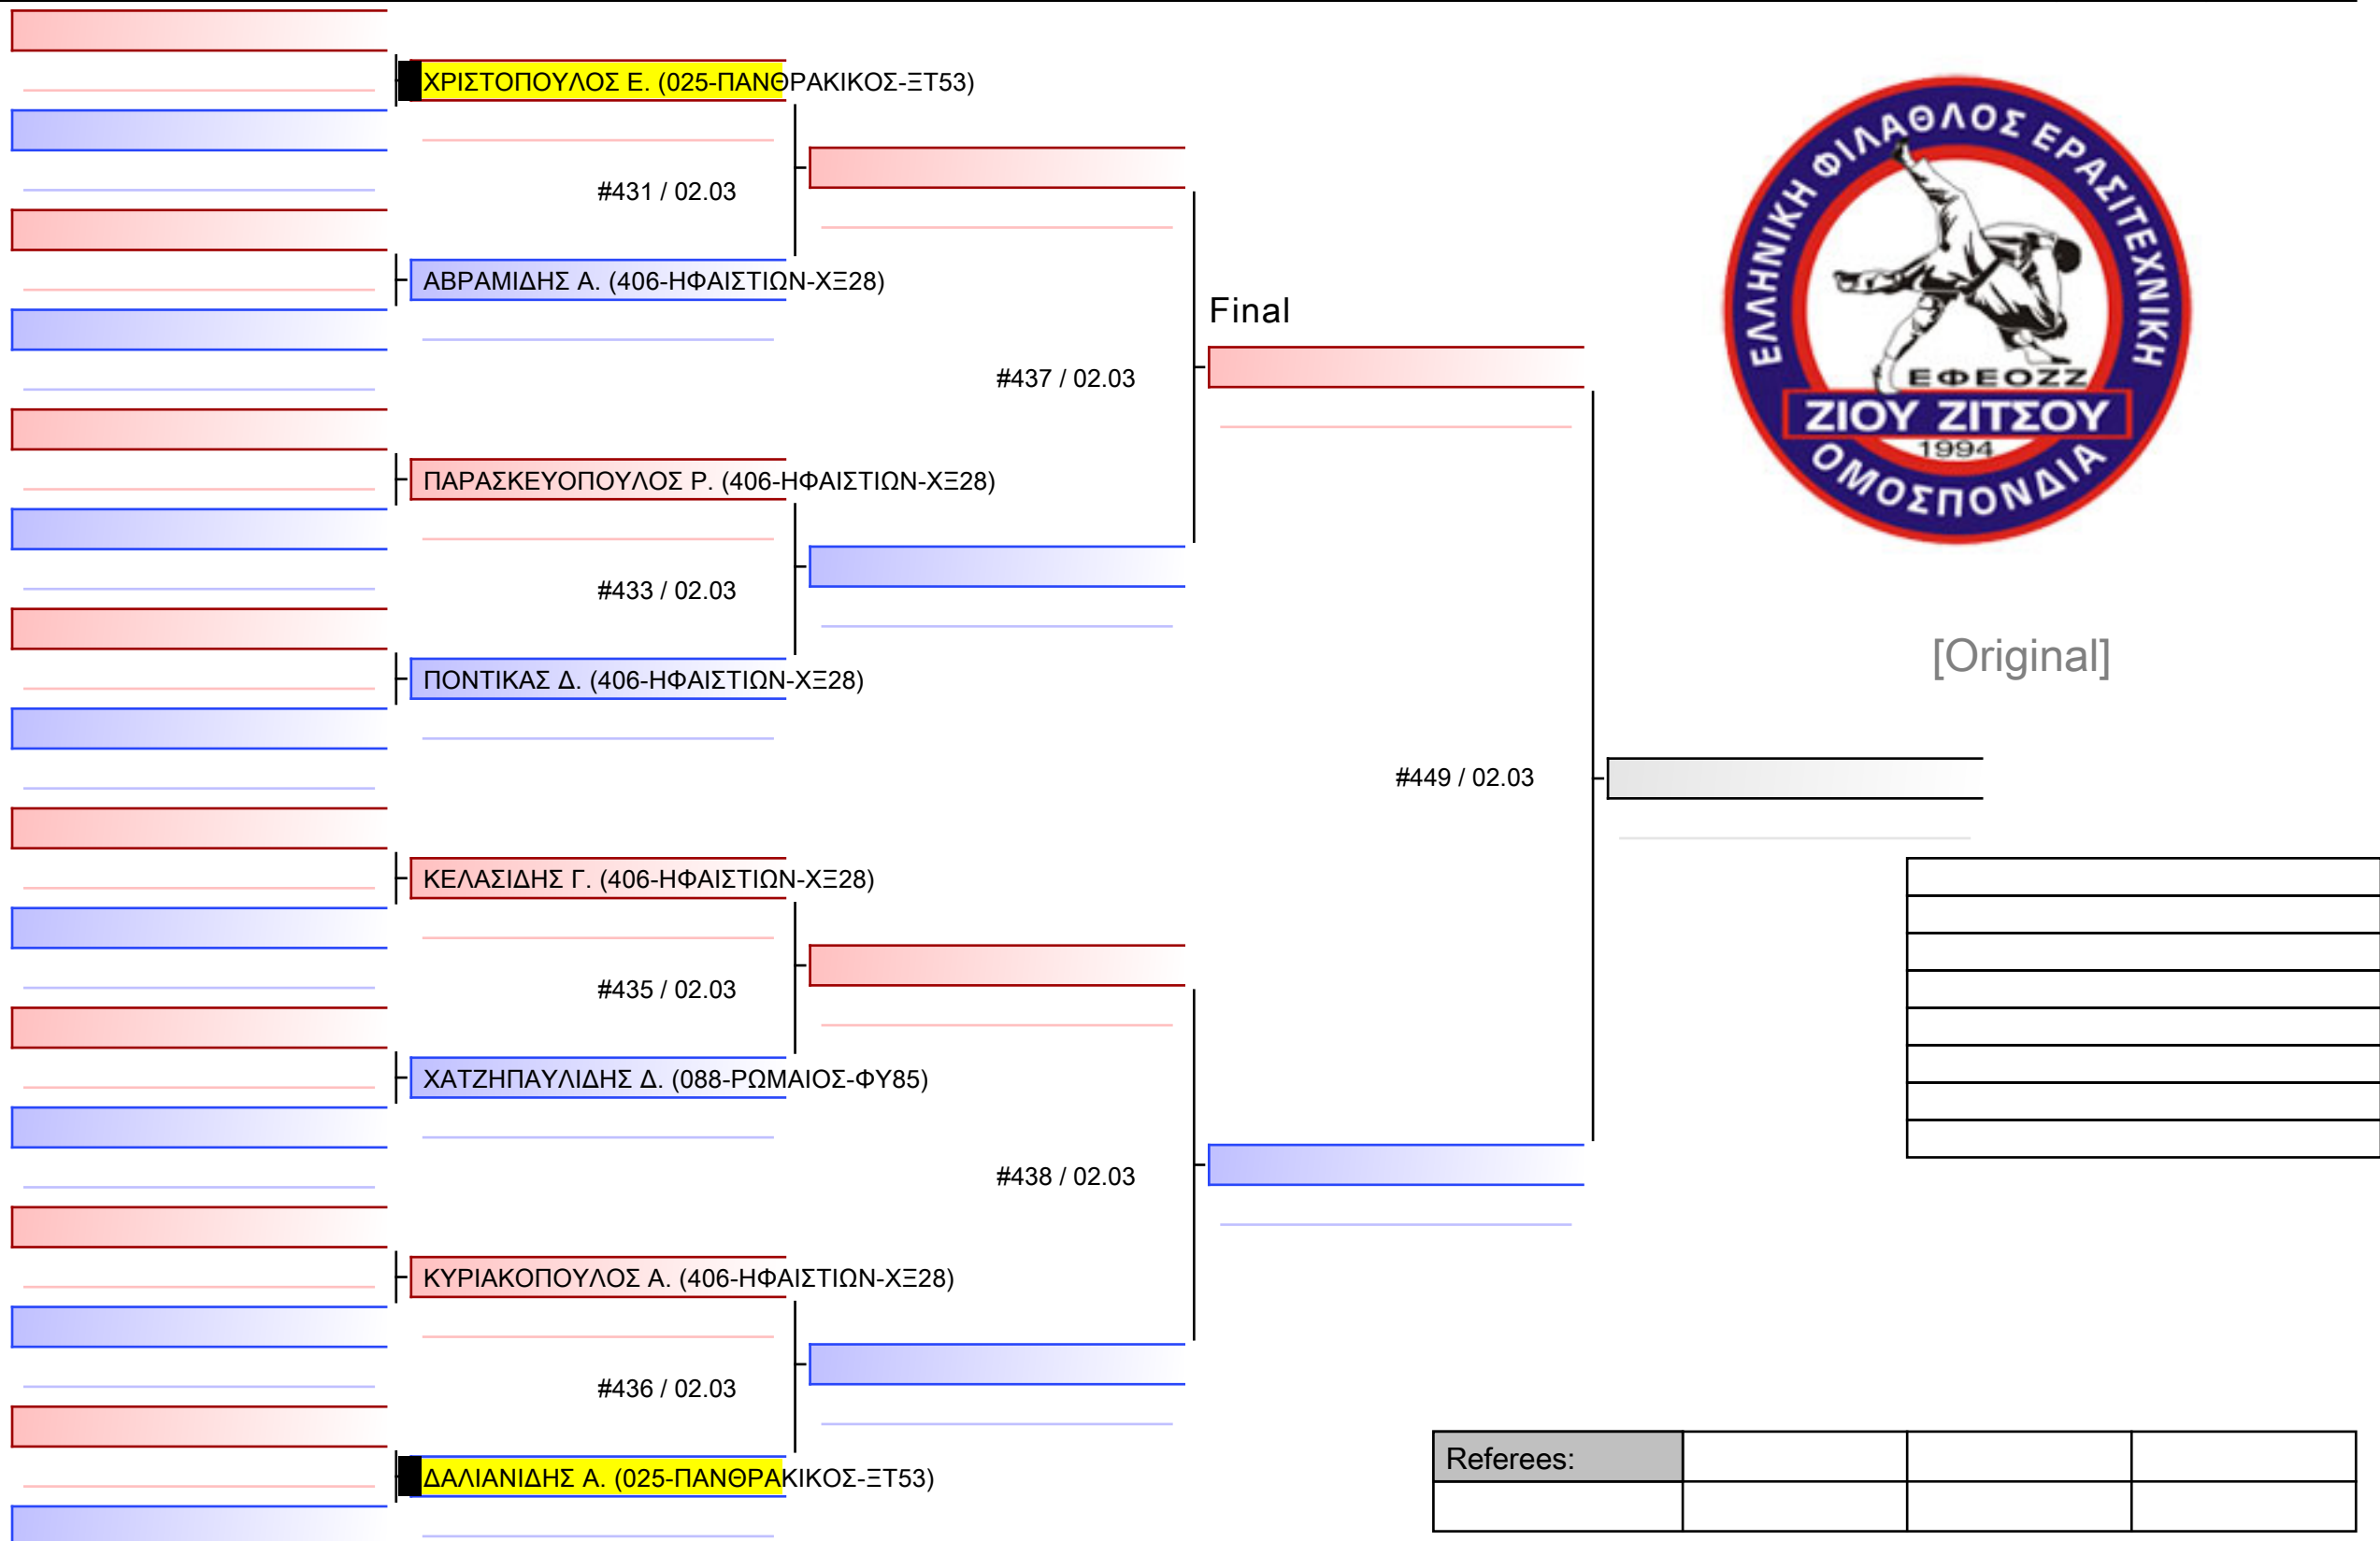 ΧΡΙΣΤΟΠΟΥΛΟΣ Ε. (025-ΠΑΝΘΡΑΚΙΚΟΣ-ΞΤ53)
#431 / 02.03
ΑΒΡΑΜΙΔΗΣ Α. (406-ΗΦΑΙΣΤΙΩΝ-ΧΞ28)
#437 / 02.03
ΠΑΡΑΣΚΕΥΟΠΟΥΛΟΣ Ρ. (406-ΗΦΑΙΣΤΙΩΝ-ΧΞ28)
#433 / 02.03
ΠΟΝΤΙΚΑΣ Δ. (406-ΗΦΑΙΣΤΙΩΝ-ΧΞ28)
Final
#449 / 02.03
ΚΕΛΑΣΙΔΗΣ Γ. (406-ΗΦΑΙΣΤΙΩΝ-ΧΞ28)
#435 / 02.03
ΧΑΤΖΗΠΑΥΛΙΔΗΣ Δ. (088-ΡΩΜΑΙΟΣ-ΦΥ85)
#438 / 02.03
ΚΥΡΙΑΚΟΠΟΥΛΟΣ Α. (406-ΗΦΑΙΣΤΙΩΝ-ΧΞ28)
#436 / 02.03
ΔΑΛΙΑΝΙΔΗΣ Α. (025-ΠΑΝΘΡΑΚΙΚΟΣ-ΞΤ53)
ΕΛΛΗΝΙΚΗ ΦΙΛΑΘΛΟΣ ΕΡΑΣΙΤΕΧΝΙΚΗ
ΕΦΕΟΖΖ
ΖΙΟΥ ΖΙΤΣΟΥ
1994
ΟΜΟΣΠΟΝΔΙΑ
[Original]
Referees: